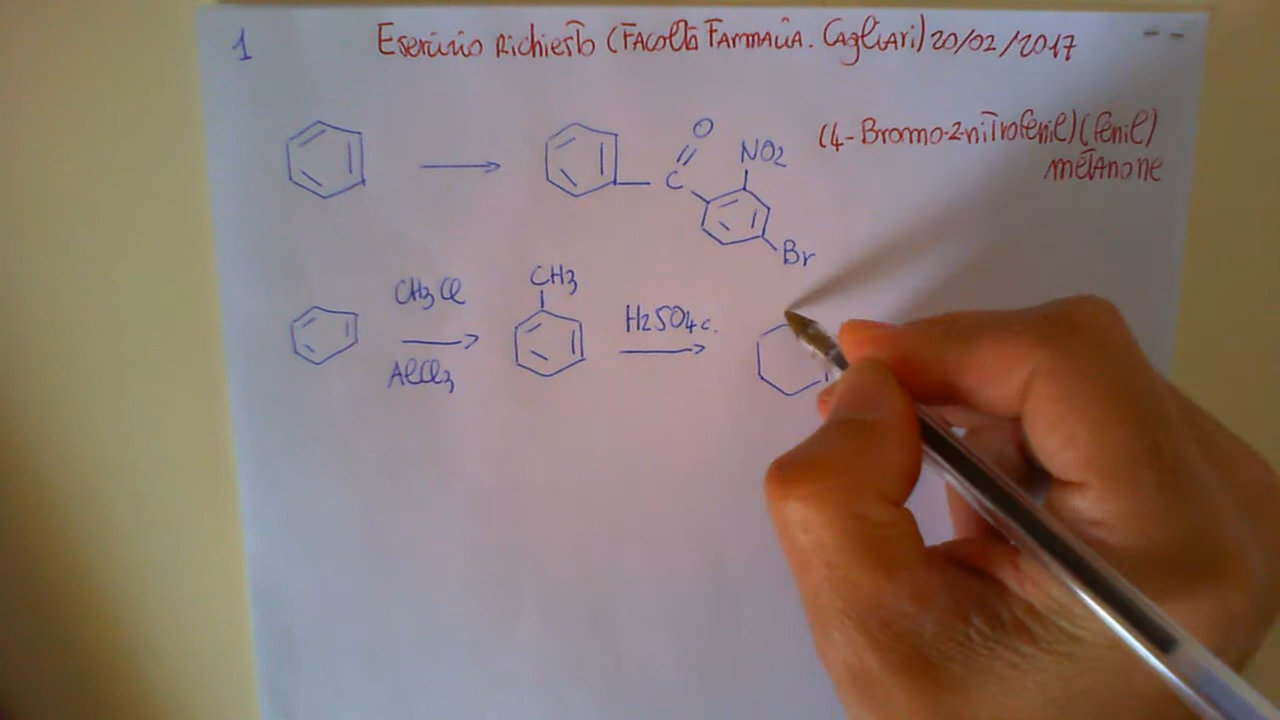 1 Esercizio Richiesto (FAColtà FArmaciA. CAgliAri) 20/02/2017
(4-Bromo-2-nitrofenil)(fenil)
metAnone
O
NO2
C
Br
CH3Cl
CH3
H2SO4c.
AlCl3